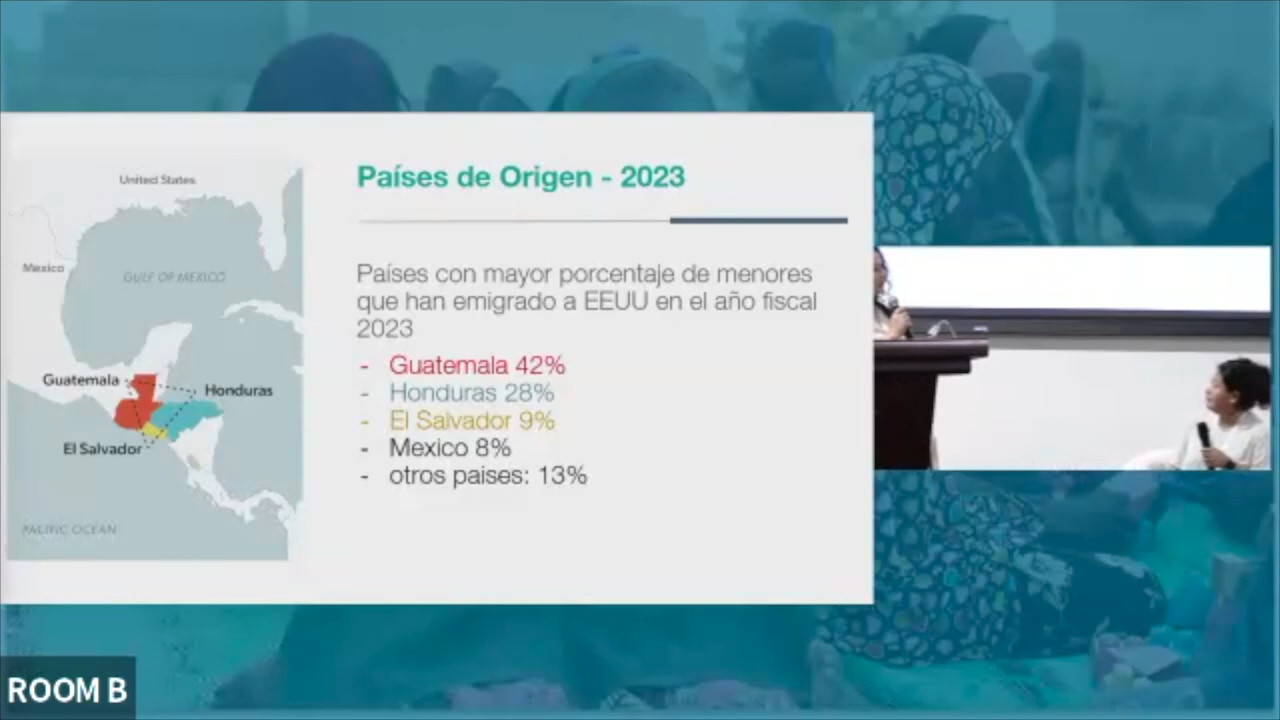 Países de Origen - 2023
United States
Mexico
GULF OF MEXICO
Guatemala
Honduras
El Salvador
PACIFIC OCEAN
Países con mayor porcentaje de menores
que han emigrado a EEUU en el año fiscal
2023
- Guatemala 42%
- Honduras 28%
- El Salvador 9%
- Mexico 8%
- otros paises: 13%
ROOM B